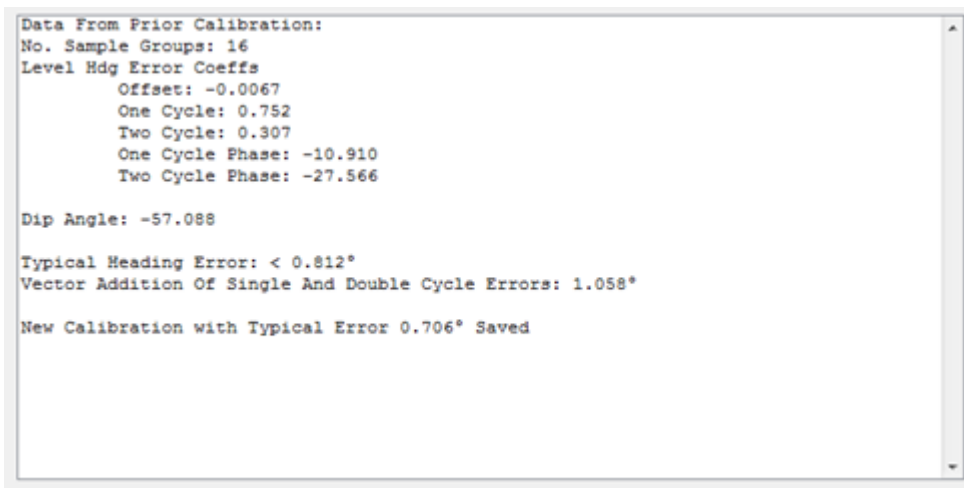 Data From Prior Calibration:
No. Sample Groups: 16
Level Hdg Error Coeffs
Offset: -0.0067
One Cycle: 0.752
Two Cycle: 0.307
One Cycle Phase: -10.910
Two Cycle Phase: -27.566
Dip Angle: -57.088
Typical Heading Error: < 0.812°
Vector Addition Of Single And Double Cycle Errors: 1.058°
New Calibration with Typical Error 0.706° Saved